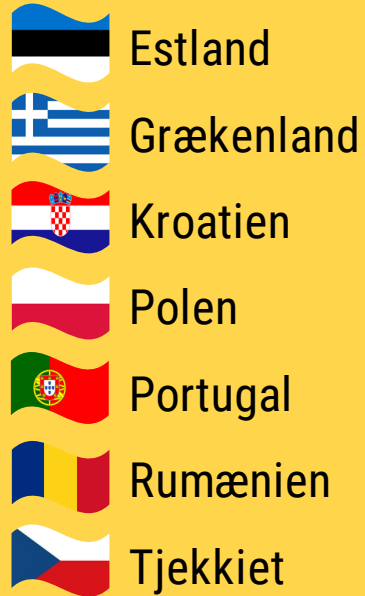 Estland
Grækenland
Kroatien
Polen
Portugal
Rumænien
Tjekkiet